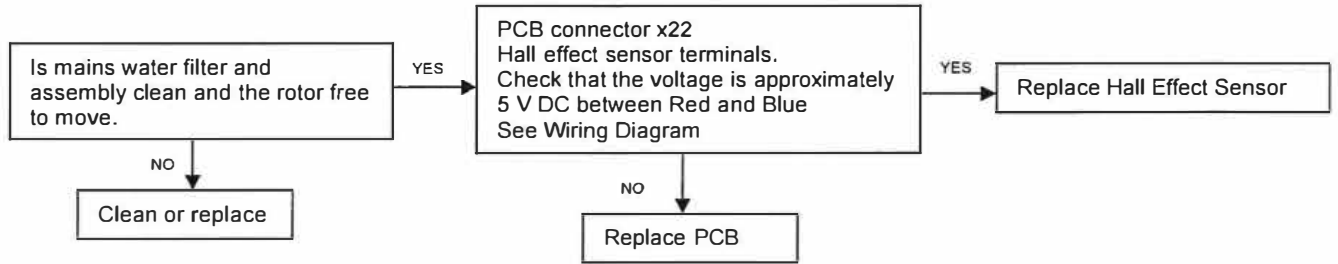 Is mains water filter and
assembly clean and the rotor free
to move.
YES
NO
Clean or replace
PCB connector x22
Hall effect sensor terminals.
Check that the voltage is approximately
5 V DC between Red and Blue
See Wiring Diagram
YES
NO
Replace PCB
Replace Hall Effect Sensor